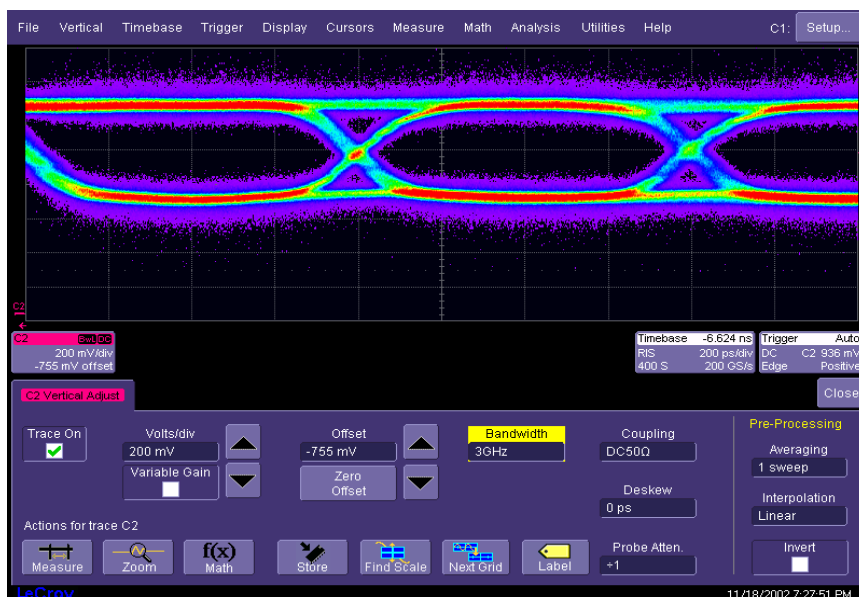 File Vertical Timebase Trigger Display Cursors Measure Math Analysis Utilities Help C1: Setup...
C2
C2 BwL DC
200 mV/div
-755 mV offset
Timebase -6.624 ns
RIS 200 ps/div
400 S 200 GS/s
Trigger Auto
DC C2 936 mV
Edge Positive
C2 Vertical Adjust
Close
Trace On
Volts/div
200 mV
Variable Gain
Offset
-755 mV
Zero
Offset
Bandwidth
3GHz
Coupling
DC50Ω
Deskew
0 ps
Probe Atten.
÷1
Pre-Processing
Averaging
1 sweep
Interpolation
Linear
Invert
Actions for trace C2
Measure
Zoom
f(x)
Math
Store
Find Scale
Next Grid
Label
LeCroy
11/18/2002 7:27:51 PM